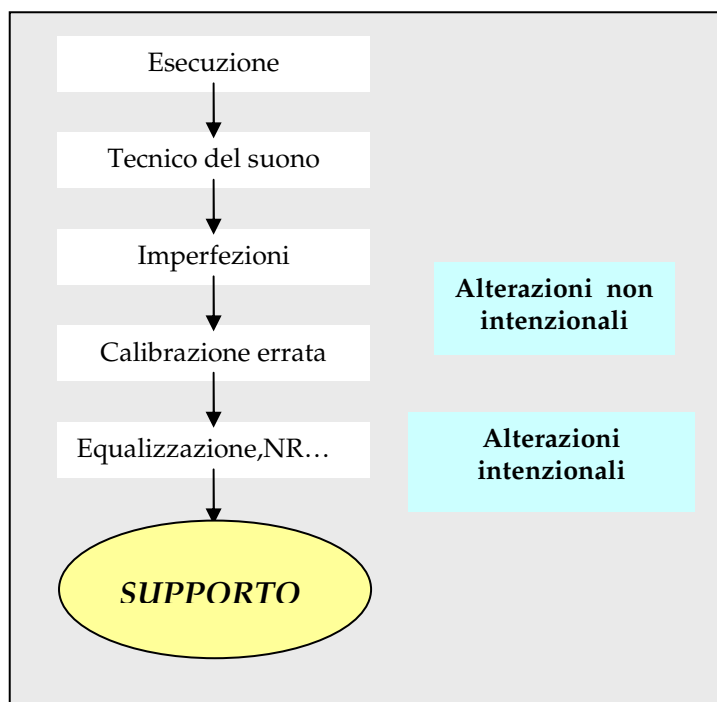 Esecuzione
Tecnico del suono
Imperfezioni
Calibrazione errata
Equalizzazione,NR…
SUPPORTO
Alterazioni non
intenzionali
Alterazioni
intenzionali